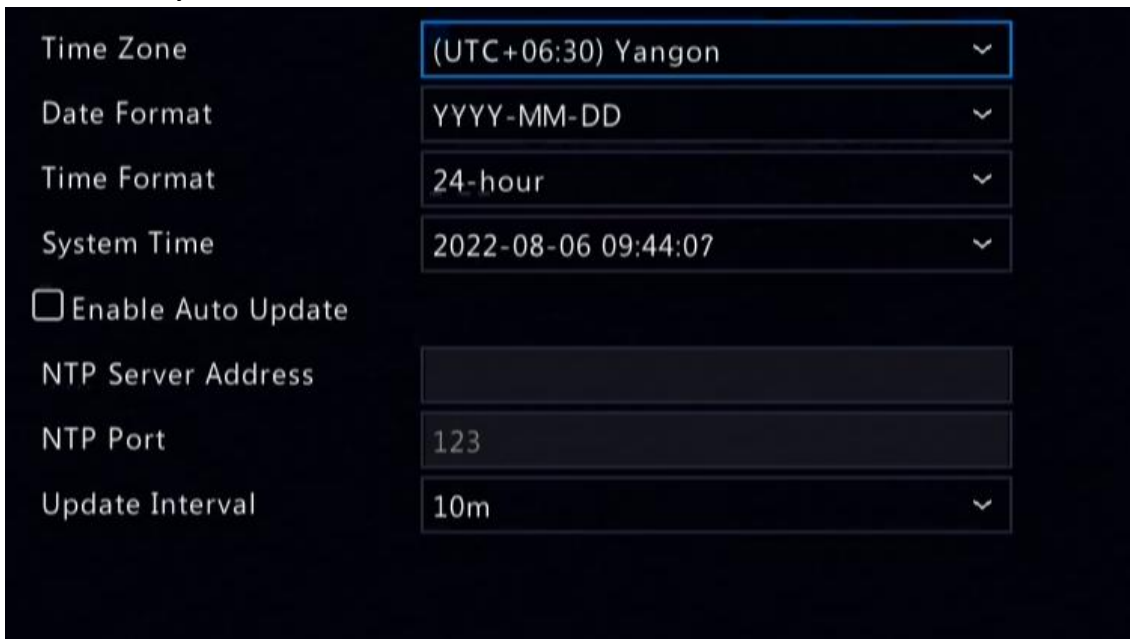 Time Zone (UTC+06:30) Yangon
Date Format YYYY-MM-DD
Time Format 24-hour
System Time 2022-08-06 09:44:07
Enable Auto Update
NTP Server Address
NTP Port 123
Update Interval 10m